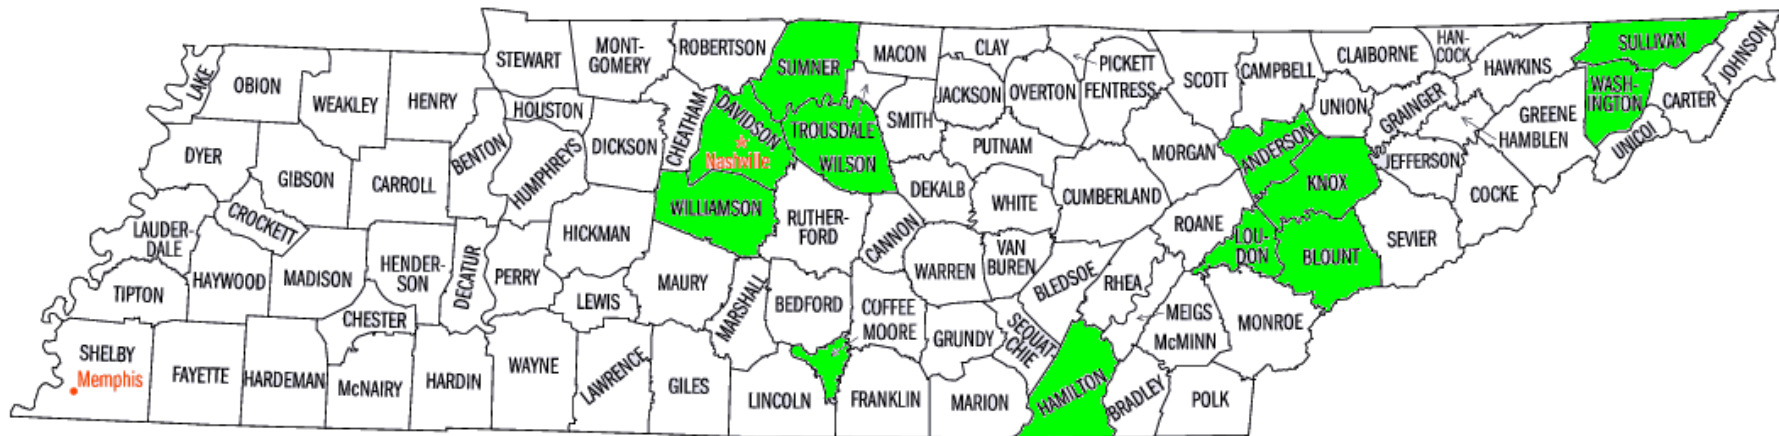 LAKE
OBION
WEAKLEY
HENRY
STEWART
MONT-
GOMERY
ROBERTSON
SUMNER
MACON
CLAY
PICKETT
FENTRESS
SCOTT
CAMPBELL
CLAIBORNE
HAN-
COCK
HAWKINS
SULLIVAN
JOHNSON
DYER
GIBSON
CARROLL
BENTON
HOUSTON
HUMPHREYS
DICKSON
CHEATHAM
DAVIDSON
Nashville
TROUSDALE
WILSON
SMITH
JACKSON
OVERTON
PUTNAM
MORGAN
ANDERSON
UNION
GRAINGER
HAMBLEN
GREENE
WASH-
INGTON
CARTER
UNICOI
LAUDER-
DALE
CROCKETT
HAYWOOD
MADISON
HENDER-
SON
DECATUR
PERRY
HICKMAN
WILLIAMSON
RUTHER-
FORD
CANNON
DEKALB
WHITE
CUMBERLAND
ROANE
KNOX
JEFFERSON
COCKE
SEVIER
BLOUNT
LOU-
DON
TIPTON
CHESTER
LEWIS
MAURY
MARSHALL
BEDFORD
COFFEE
MOORE
WARREN
VAN
BUREN
BLEDSOE
RHEA
MEIGS
McMINN
MONROE
SHELBY
Memphis
FAYETTE
HARDEMAN
McNAIRY
HARDIN
WAYNE
LAWRENCE
GILES
LINCOLN
FRANKLIN
GRUNDY
SEQUAT
CHIE
MARION
HAMILTON
BRADLEY
POLK